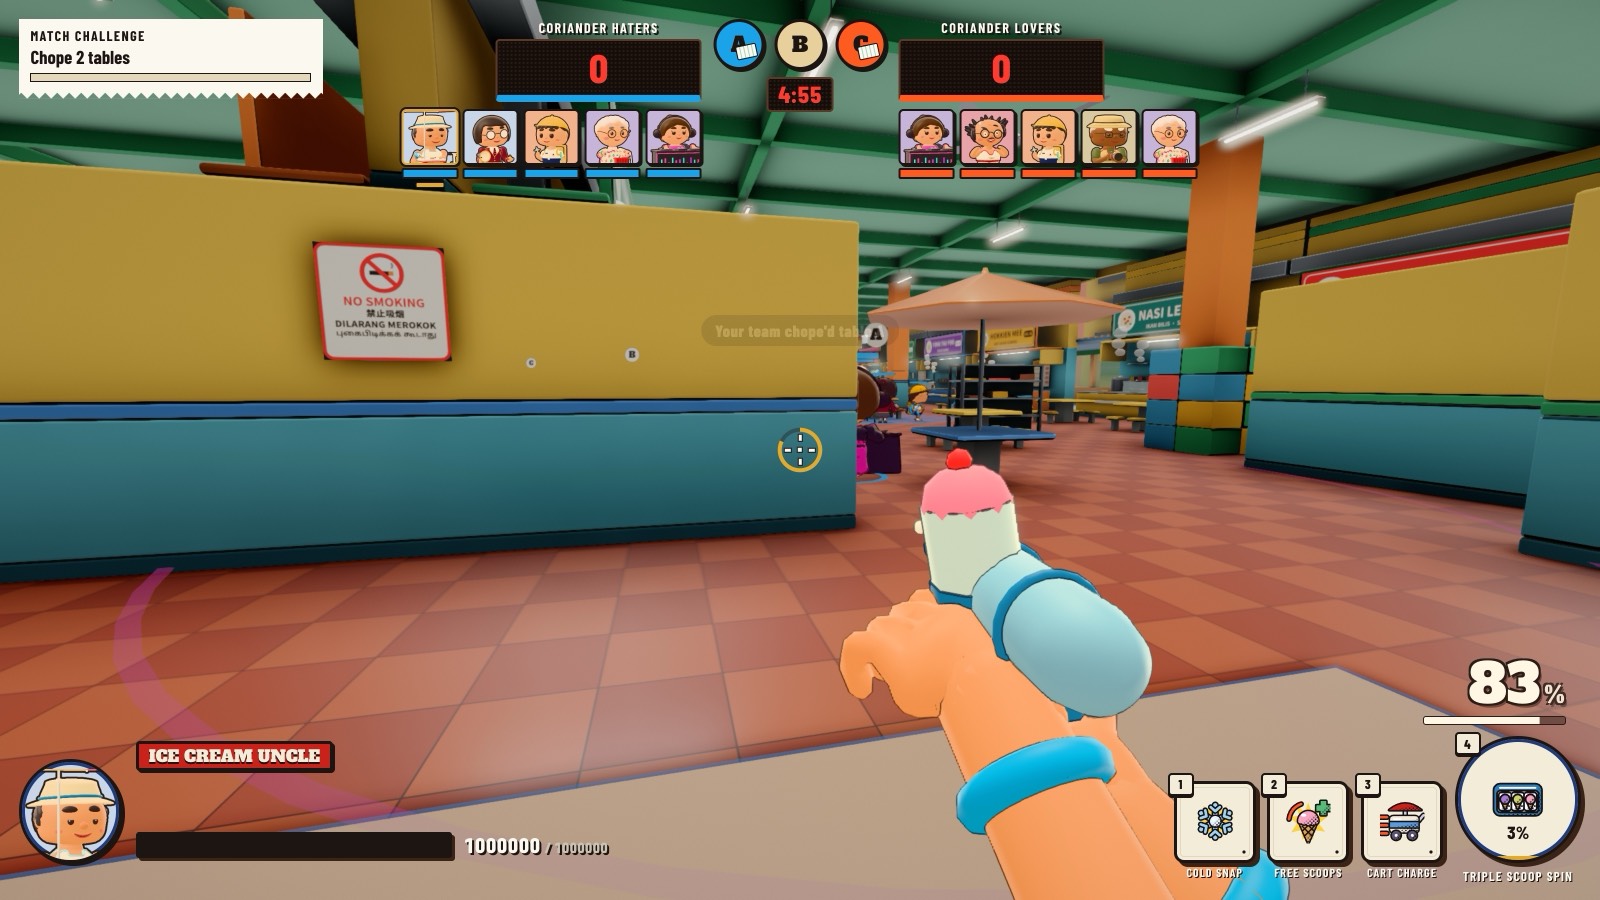 MATCH CHALLENGE
Chope 2 tables
CORIANDER HATERS
0
A
B
C
4:55
CORIANDER LOVERS
0
NO SMOKING
禁止吸烟
DILARANG MEROKOK
புகைபிடிக்கக் கூடாது
Your team chope'd tab
A
B
C
NASI LE
83%
ICE CREAM UNCLE
1000000 / 1000000
1
COLD SNAP
2
FREE SCOOPS
3
CART CHARGE
4
3%
TRIPLE SCOOP SPIN